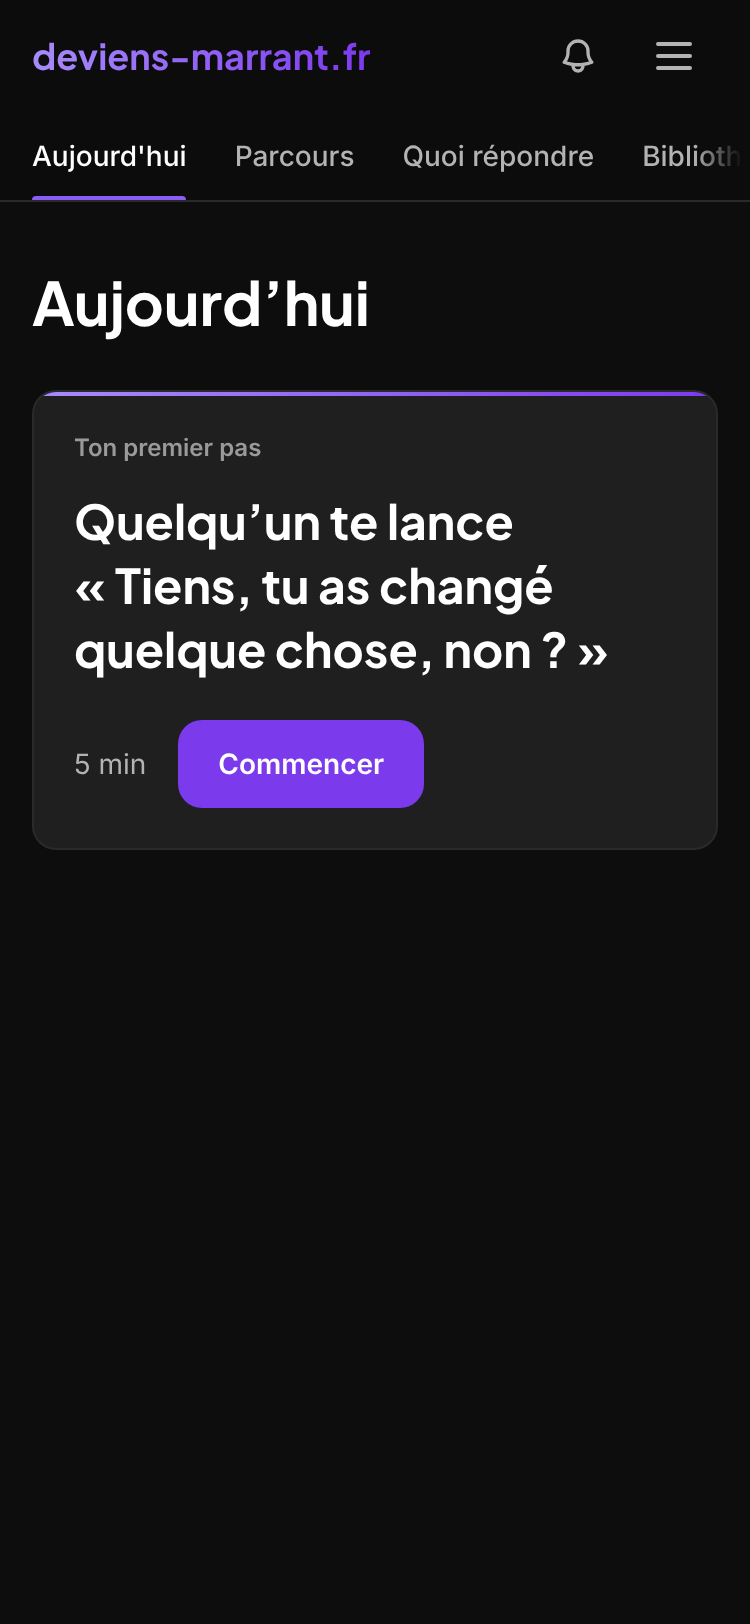 deviens-marrant.fr
Aujourd'hui Parcours Quoi répondre Biblioth
Aujourd’hui
Ton premier pas
Quelqu’un te lance
« Tiens, tu as changé
quelque chose, non ? »
5 min Commencer